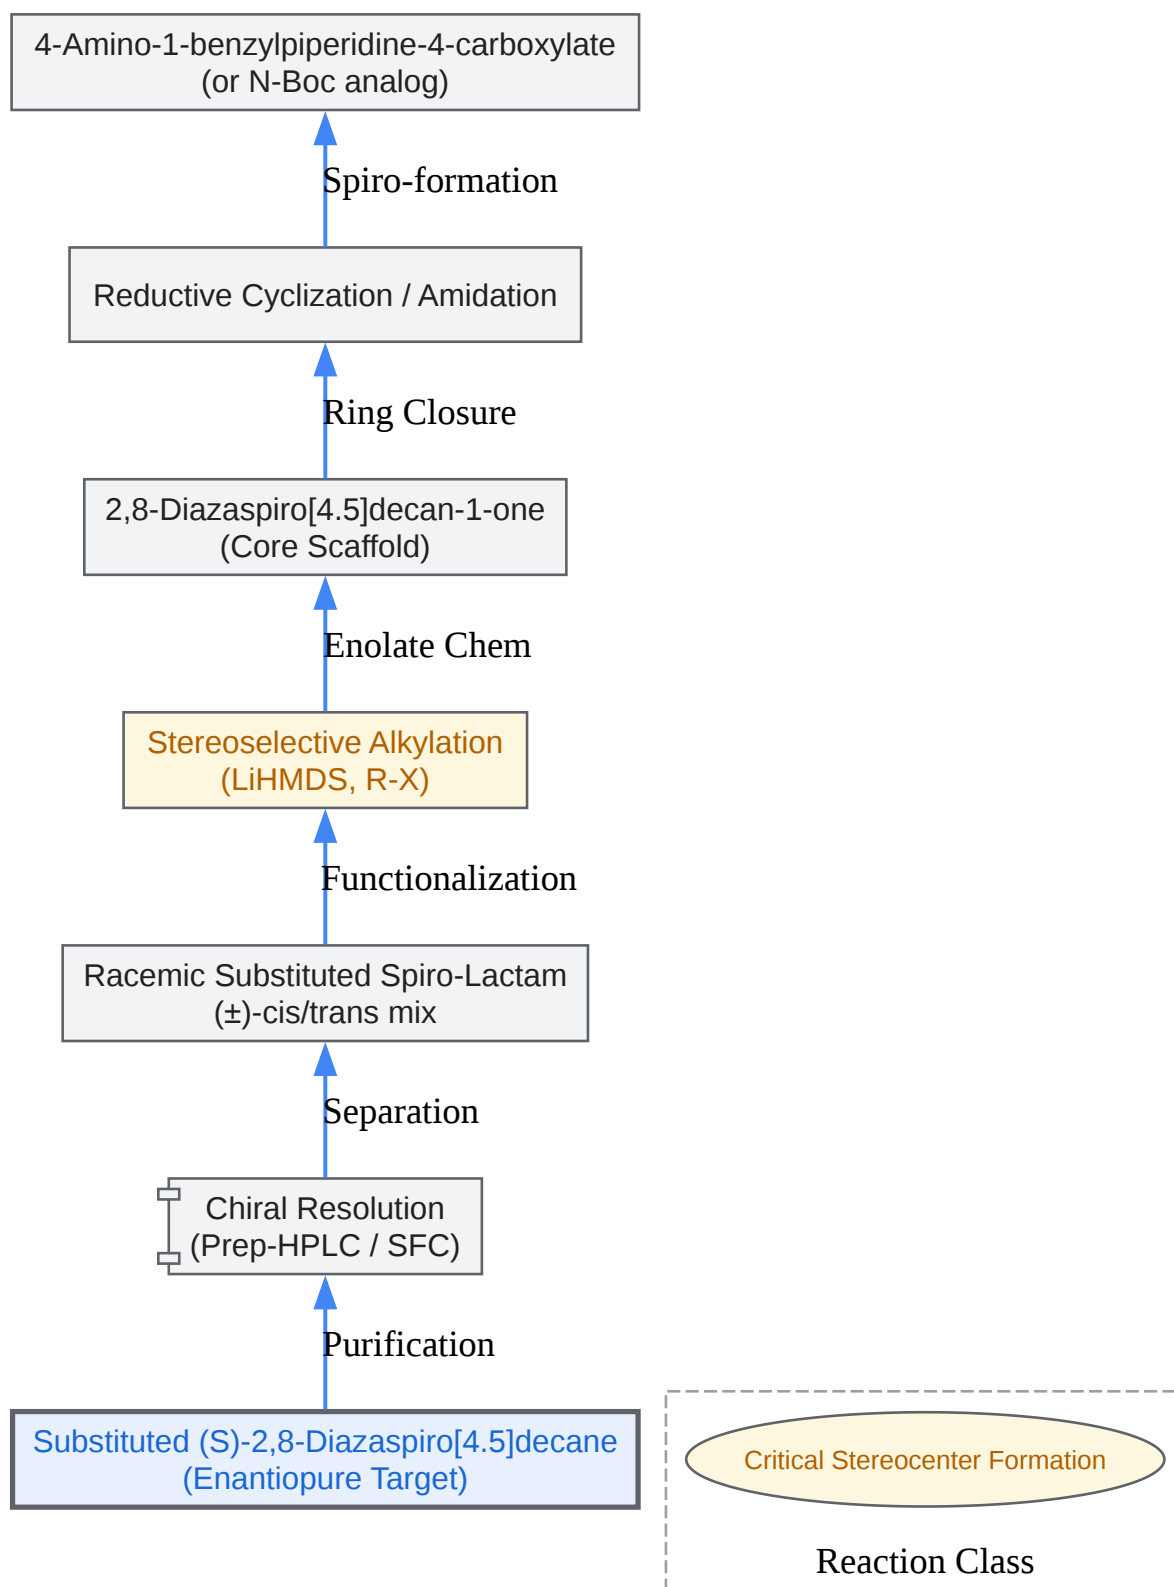 4-Amino-1-benzylpiperidine-4-carboxylate
(or N-Boc analog)
Spiro-formation
Reductive Cyclization / Amidation
Ring Closure
2,8-Diazaspiro[4.5]decan-1-one
(Core Scaffold)
Enolate Chem
Stereoselective Alkylation
(LiHMDS, R-X)
Functionalization
Racemic Substituted Spiro-Lactam
(±)-cis/trans mix
Separation
Chiral Resolution
(Prep-HPLC / SFC)
Purification
Substituted (S)-2,8-Diazaspiro[4.5]decane
(Enantiopure Target)
Critical Stereocenter Formation
Reaction Class